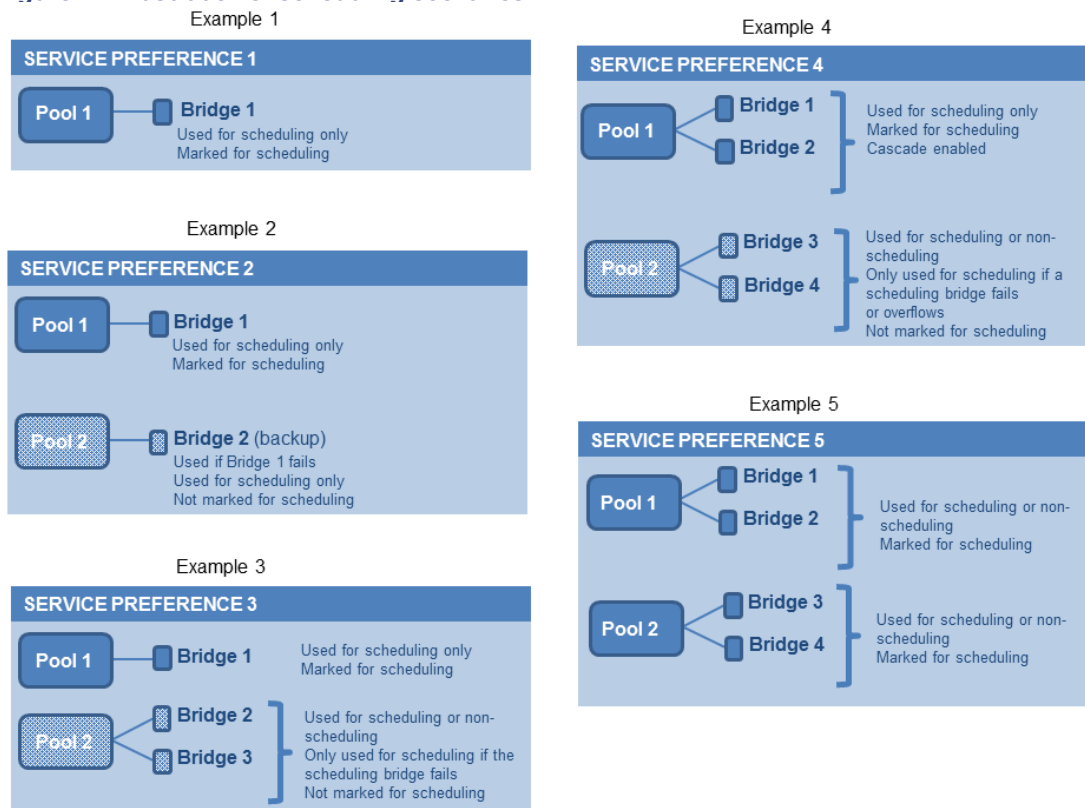 Example 1
SERVICE PREFERENCE 1
Pool 1
Bridge 1
Used for scheduling only
Marked for scheduling
Example 2
SERVICE PREFERENCE 2
Pool 1
Bridge 1
Used for scheduling only
Marked for scheduling
Pool 2
Bridge 2 (backup)
Used if Bridge 1 fails
Used for scheduling only
Not marked for scheduling
Example 3
SERVICE PREFERENCE 3
Pool 1
Bridge 1
Used for scheduling only
Marked for scheduling
Pool 2
Bridge 2
Bridge 3
Used for scheduling or non-
scheduling
Only used for scheduling if the
scheduling bridge fails
Not marked for scheduling
Example 4
SERVICE PREFERENCE 4
Pool 1
Bridge 1
Bridge 2
Used for scheduling only
Marked for scheduling
Cascade enabled
Pool 2
Bridge 3
Bridge 4
Used for scheduling or non-
scheduling
Only used for scheduling if a
scheduling bridge fails
or overflows
Not marked for scheduling
Example 5
SERVICE PREFERENCE 5
Pool 1
Bridge 1
Bridge 2
Used for scheduling or non-
scheduling
Marked for scheduling
Pool 2
Bridge 3
Bridge 4
Used for scheduling or non-
scheduling
Marked for scheduling